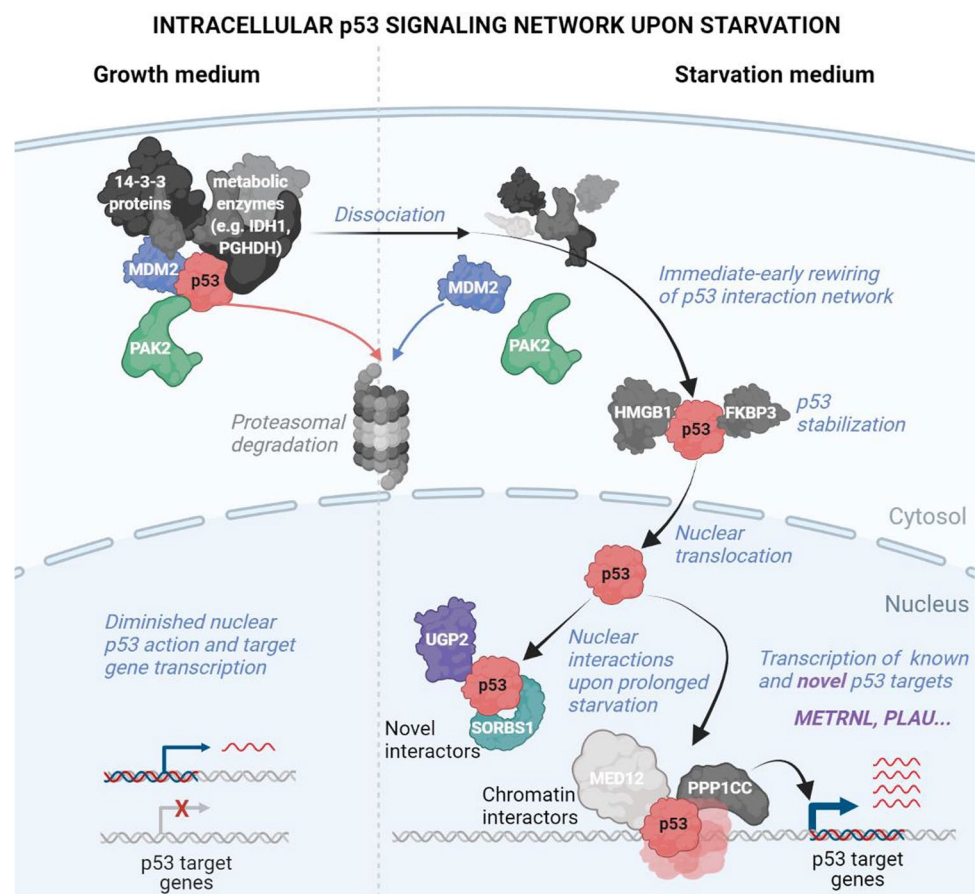 INTRACELLULAR p53 SIGNALING NETWORK UPON STARVATION
Growth medium
Starvation medium
14-3-3
proteins
metabolic
enzymes
(e.g. IDH1,
PGHDH)
MDM2
p53
PAK2
Dissociation
MDM2
PAK2
Immediate-early rewiring
of p53 interaction network
HMGB1
p53
FKBP3
p53
stabilization
Proteasomal
degradation
Cytosol
Nuclear
translocation
p53
Nucleus
Diminished nuclear
p53 action and target
gene transcription
UGP2
p53
SORBS1
Novel
interactors
Nuclear
interactions
upon prolonged
starvation
Transcription of known
and novel p53 targets
METRNL, PLAU...
MED12
PPP1CC
p53
Chromatin
interactors
X
p53 target
genes
p53 target
genes